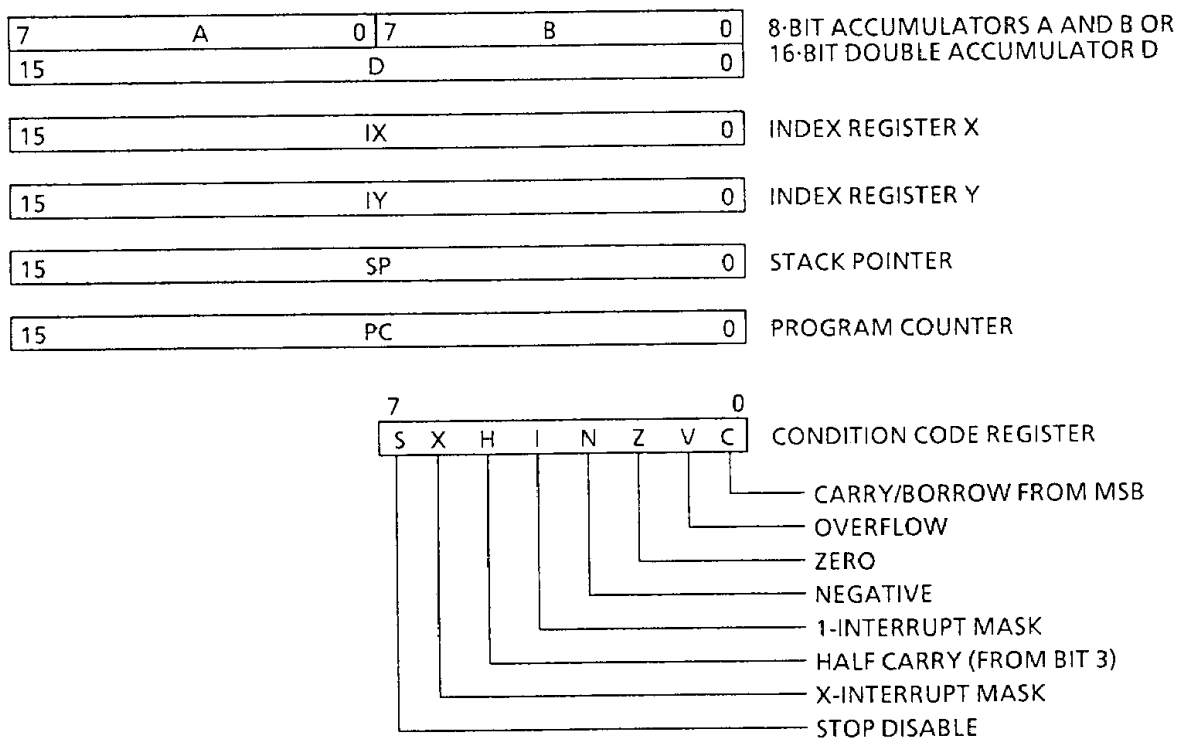 7 A 0 7 B 0 8-BIT ACCUMULATORS A AND B OR
15 D 0 16-BIT DOUBLE ACCUMULATOR D
15 IX 0 INDEX REGISTER X
15 IY 0 INDEX REGISTER Y
15 SP 0 STACK POINTER
15 PC 0 PROGRAM COUNTER
7 0
S X H I N Z V C CONDITION CODE REGISTER
CARRY/BORROW FROM MSB
OVERFLOW
ZERO
NEGATIVE
1-INTERRUPT MASK
HALF CARRY (FROM BIT 3)
X-INTERRUPT MASK
STOP DISABLE